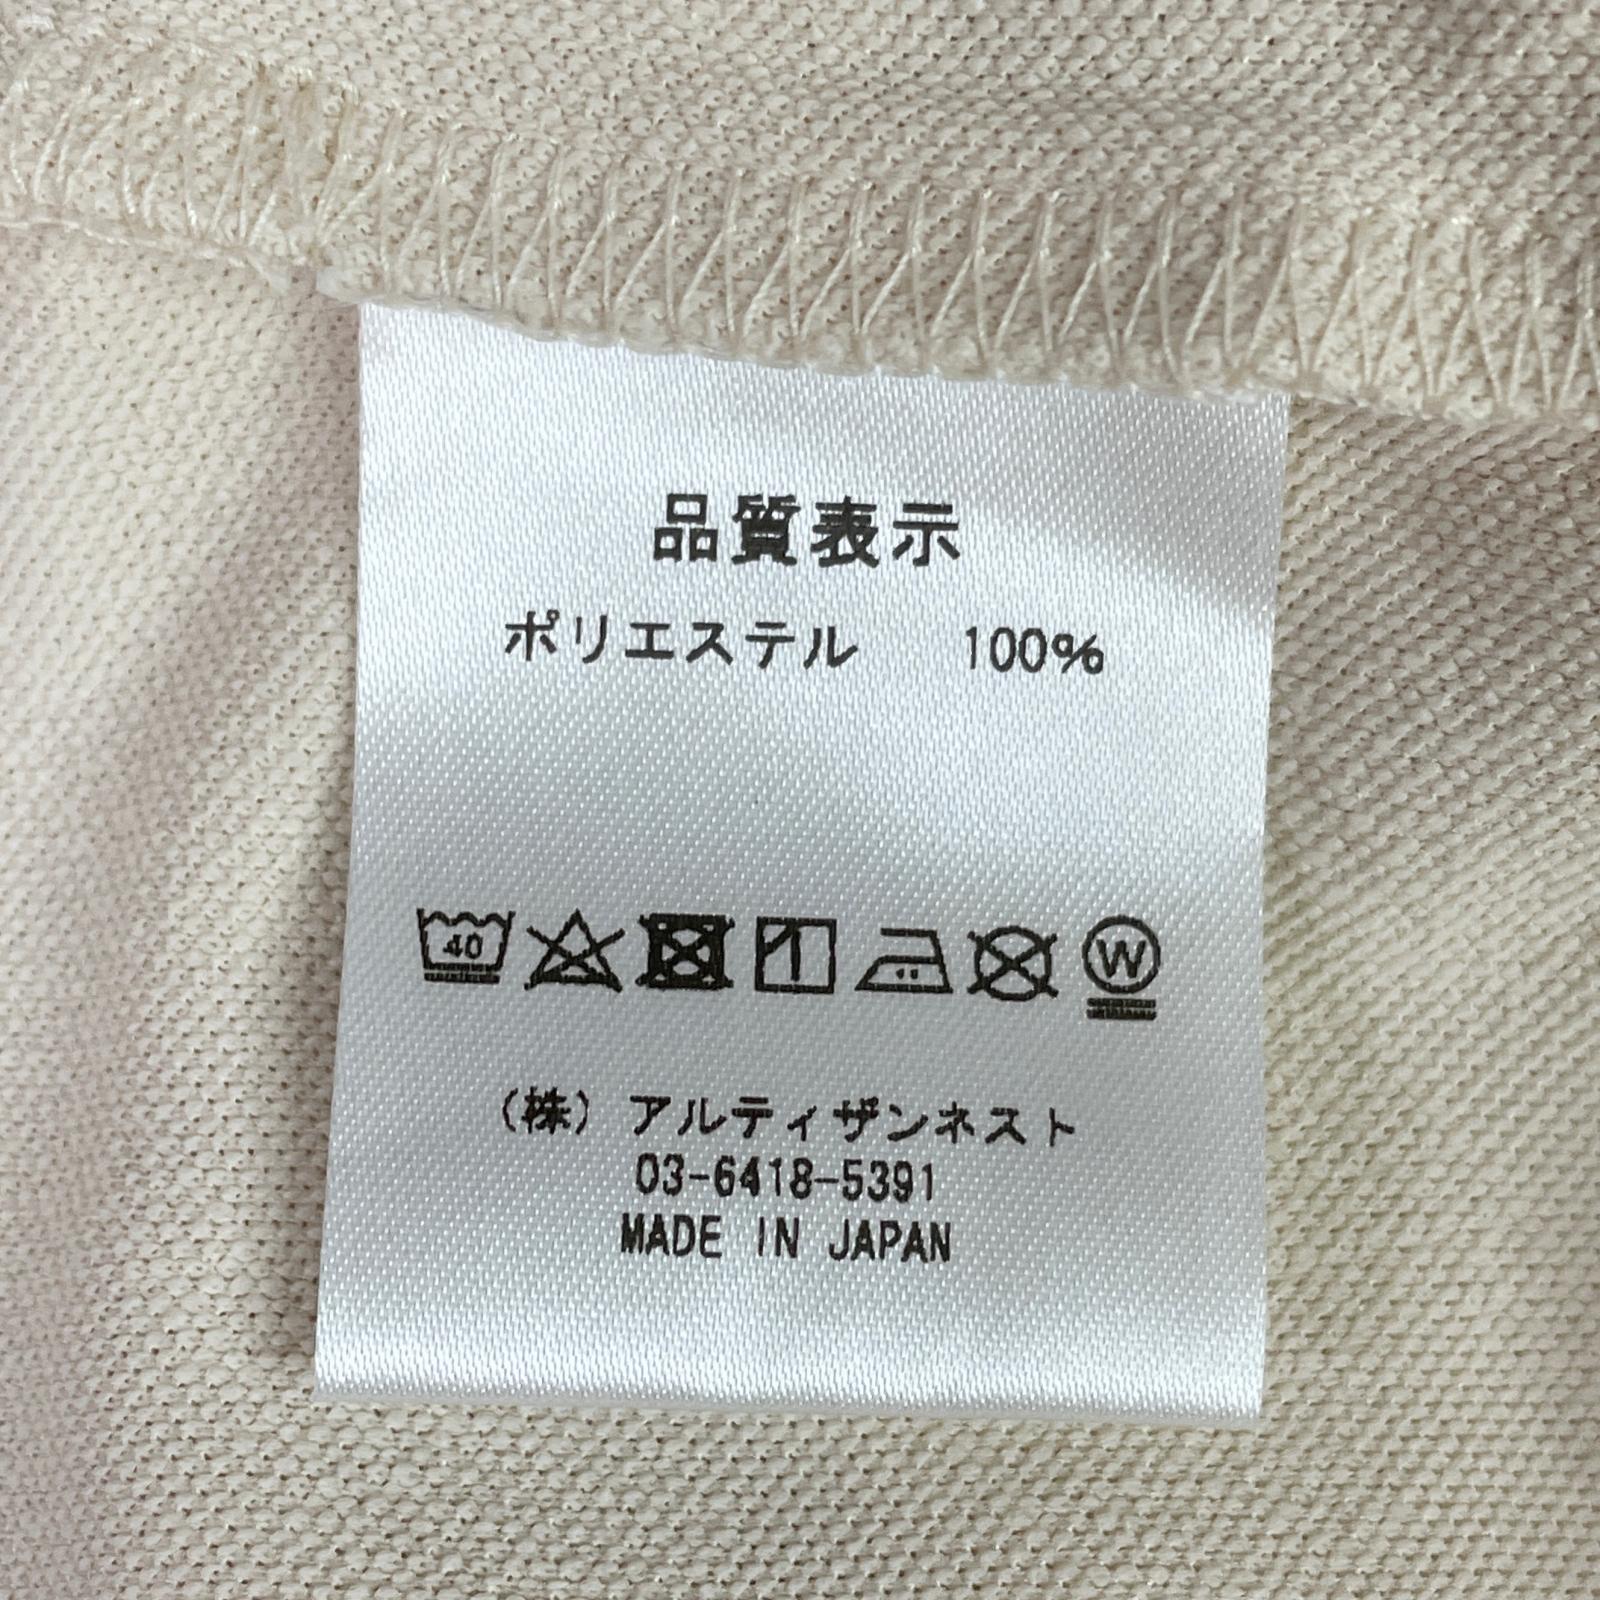 品質表示
ポリエステル 100%
40 W
(株) アルティザンネスト
03-6418-5391
MADE IN JAPAN